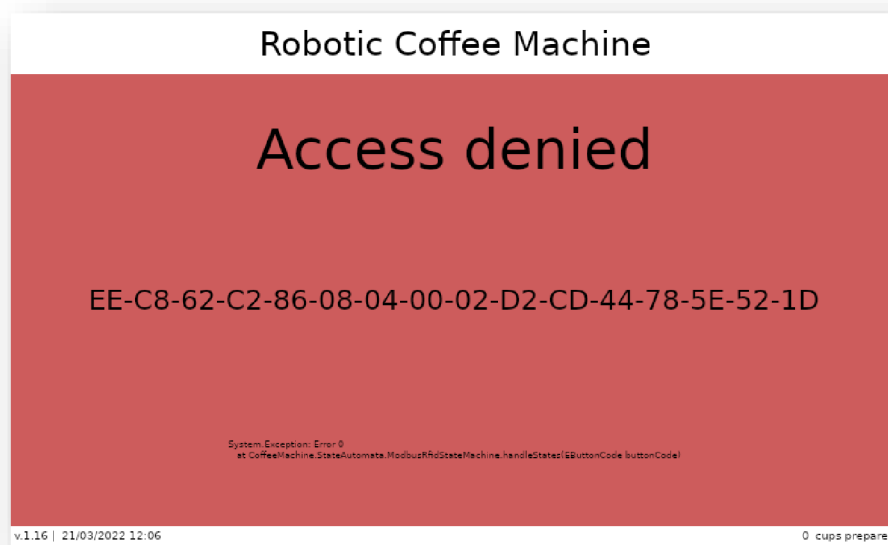 Robotic Coffee Machine
Access denied
EE-C8-62-C2-86-08-04-00-02-D2-CD-44-78-5E-52-1D
System.Exception: Error 0
at CoffeeMachine.StateAutomata.ModbusRfidStateMachine.handleStates(EButtonCode buttonCode)
v.1.16 | 21/03/2022 12:06
0 cups prepare